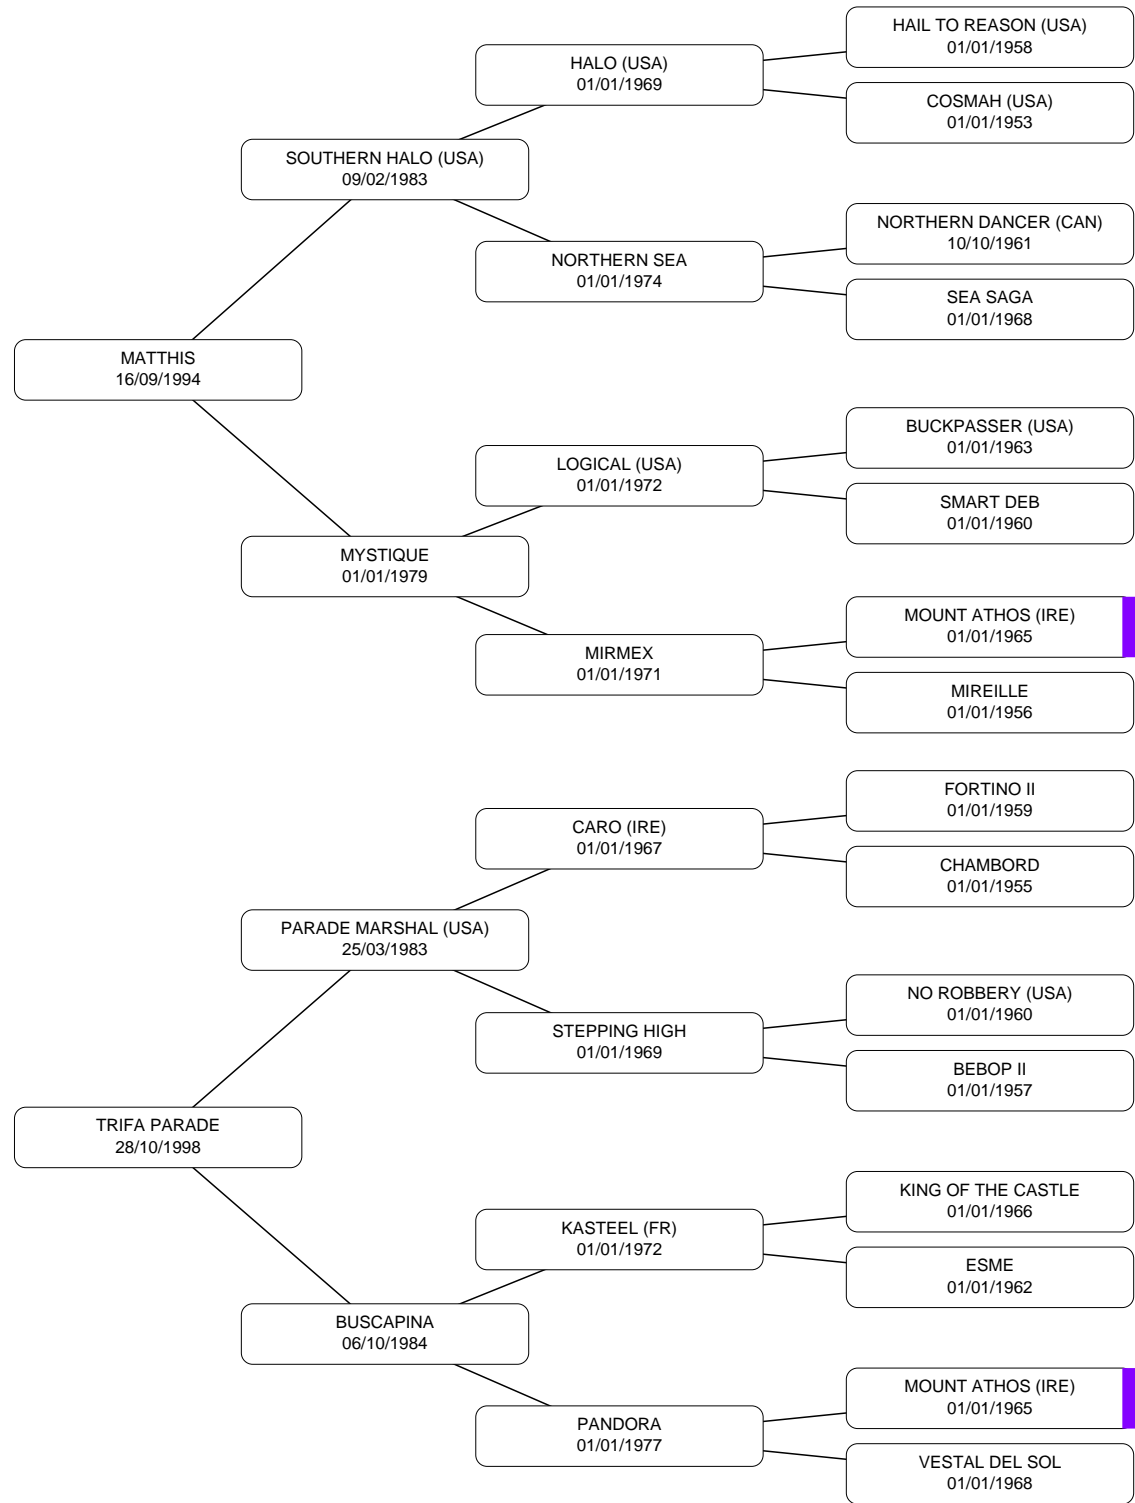 HAIL TO REASON (USA)
01/01/1958
HALO (USA)
01/01/1969
COSMAH (USA)
01/01/1953
SOUTHERN HALO (USA)
09/02/1983
NORTHERN DANCER (CAN)
10/10/1961
NORTHERN SEA
01/01/1974
SEA SAGA
01/01/1968
MATTHIS
16/09/1994
BUCKPASSER (USA)
01/01/1963
LOGICAL (USA)
01/01/1972
SMART DEB
01/01/1960
MYSTIQUE
01/01/1979
MOUNT ATHOS (IRE)
01/01/1965
MIRMEX
01/01/1971
MIREILLE
01/01/1956
FORTINO II
01/01/1959
CARO (IRE)
01/01/1967
CHAMBORD
01/01/1955
PARADE MARSHAL (USA)
25/03/1983
NO ROBBERY (USA)
01/01/1960
STEPPING HIGH
01/01/1969
BEBOP II
01/01/1957
TRIFA PARADE
28/10/1998
KING OF THE CASTLE
01/01/1966
KASTEEL (FR)
01/01/1972
ESME
01/01/1962
BUSCAPINA
06/10/1984
MOUNT ATHOS (IRE)
01/01/1965
PANDORA
01/01/1977
VESTAL DEL SOL
01/01/1968